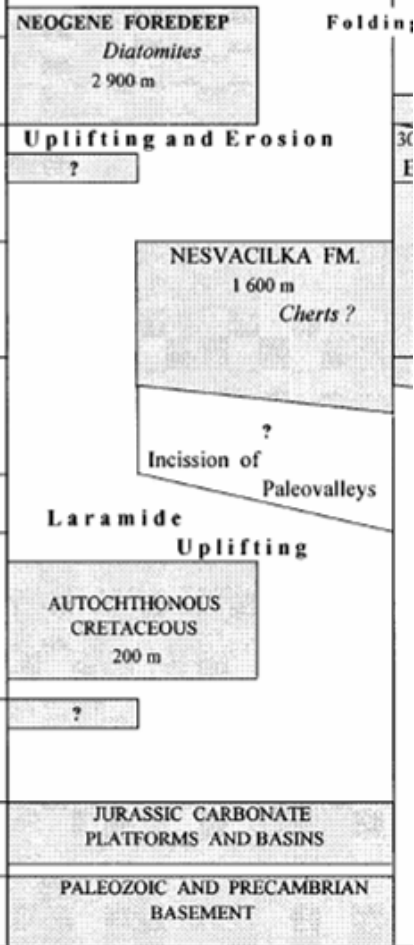 NEOGENE FOREDEEP
Diatomites
2 900 m
Folding
Uplifting and Erosion
30
E
?
NESVACILKA FM.
1 600 m
Cherts ?
?
Incission of
Paleovalleys
Laramide
Uplifting
AUTOCHTHONOUS
CRETACEOUS
200 m
?
JURASSIC CARBONATE
PLATFORMS AND BASINS
PALEOZOIC AND PRECAMBRIAN
BASEMENT